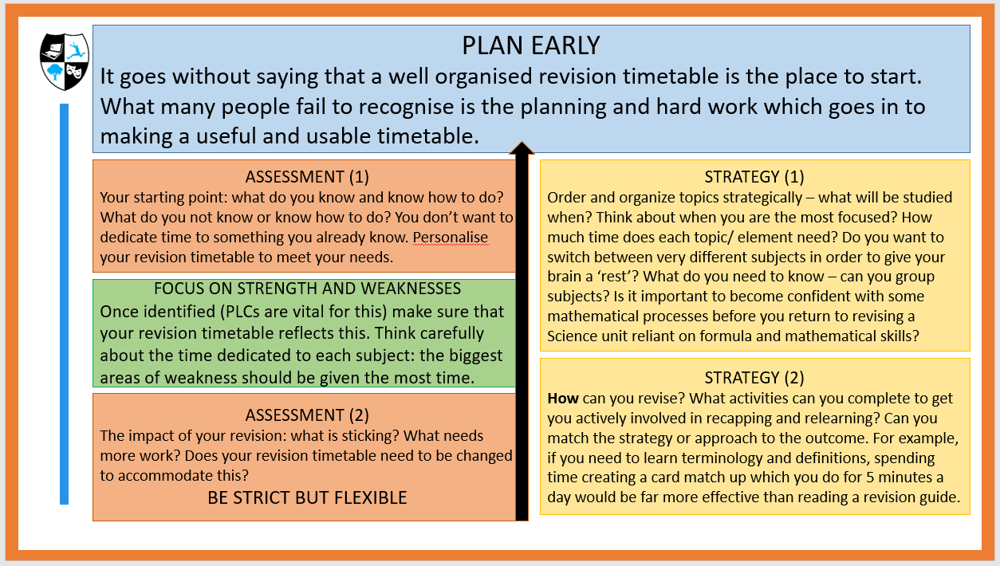 PLAN EARLY
It goes without saying that a well organised revision timetable is the place to start.
What many people fail to recognise is the planning and hard work which goes in to
making a useful and usable timetable.
ASSESSMENT (1)
Your starting point: what do you know and know how to do?
What do you not know or know how to do? You don’t want to
dedicate time to something you already know. Personalise
your revision timetable to meet your needs.
FOCUS ON STRENGTH AND WEAKNESSES
Once identified (PLCs are vital for this) make sure that
your revision timetable reflects this. Think carefully
about the time dedicated to each subject: the biggest
areas of weakness should be given the most time.
ASSESSMENT (2)
The impact of your revision: what is sticking? What needs
more work? Does your revision timetable need to be changed
to accommodate this?
BE STRICT BUT FLEXIBLE
STRATEGY (1)
Order and organize topics strategically – what will be studied
when? Think about when you are the most focused? How
much time does each topic/ element need? Do you want to
switch between very different subjects in order to give your
brain a ‘rest’? What do you need to know – can you group
subjects? Is it important to become confident with some
mathematical processes before you return to revising a
Science unit reliant on formula and mathematical skills?
STRATEGY (2)
How can you revise? What activities can you complete to get
you actively involved in recapping and relearning? Can you
match the strategy or approach to the outcome. For example,
if you need to learn terminology and definitions, spending
time creating a card match up which you do for 5 minutes a
day would be far more effective than reading a revision guide.